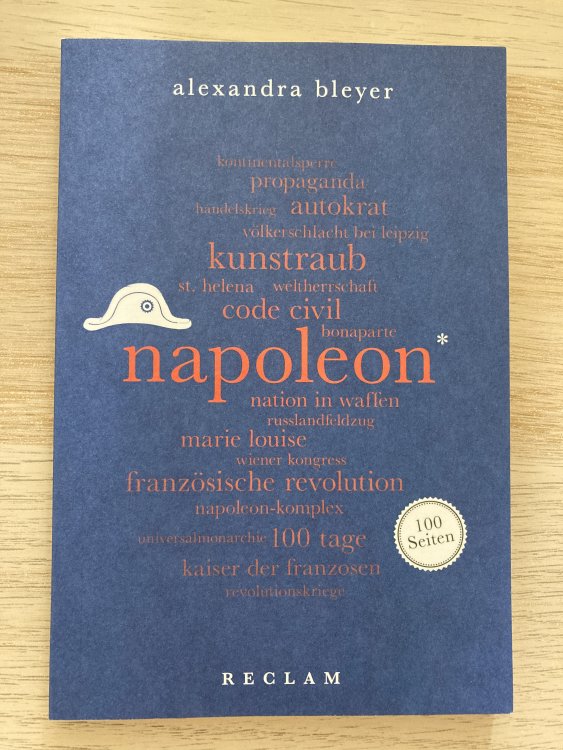 alexandra bleyer
kontinentalsperre
propaganda
handelskrieg autokrat
völkerschlacht bei leipzig
kunstraub
st. helena weltherrschaft
code civil
bonaparte
napoleon*
nation in waffen
russlandfeldzug
marie louise
wiener kongress
französische revolution
napoleon-komplex
universalmonarchie 100 tage
kaiser der franzosen
revolutionskriege
100
Seiten
RECLAM